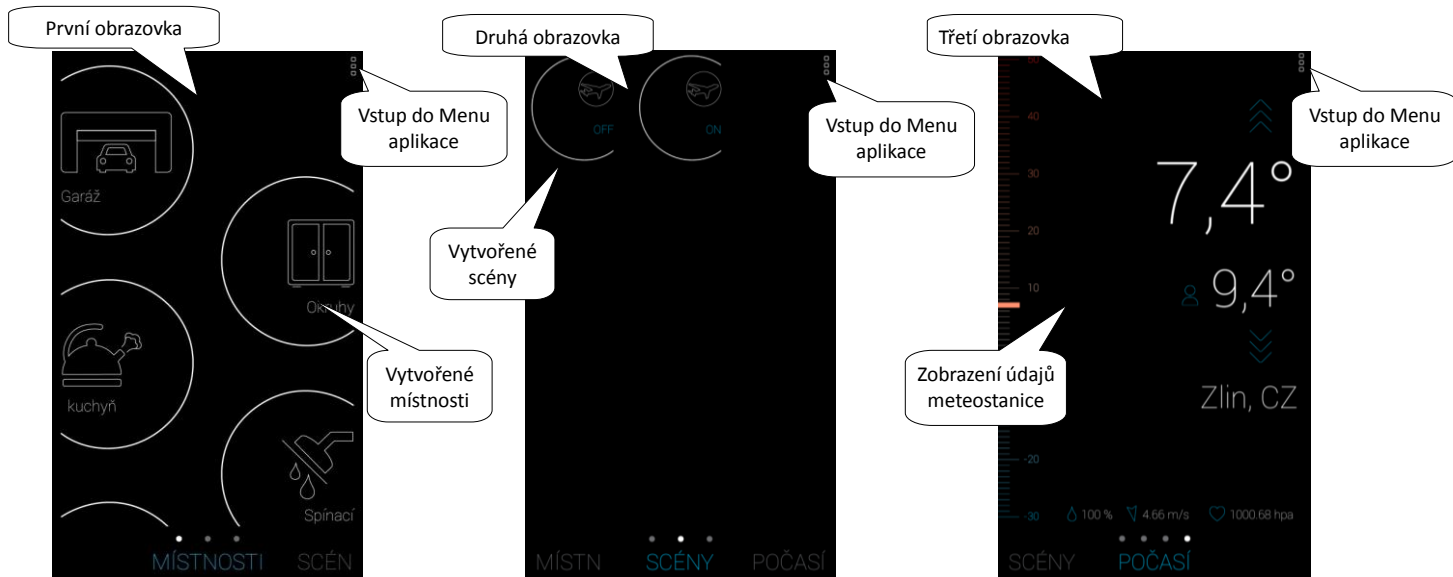 První obrazovka
Vstup do Menu
aplikace
Garáž
Okruhy
kuchyň
Vytvořené
místnosti
Spínací
MÍSTNOSTI
SCÉN
Druhá obrazovka
OFF
ON
Vstup do Menu
aplikace
Vytvořené
scény
MÍSTN
SCÉNY
POČASÍ
Třetí obrazovka
50
Vstup do Menu
aplikace
40
7,4°
30
20
10
9,4°
Zobrazení údajů
meteostanice
Zlin, CZ
-20
-30
100 %
4.66 m/s
1000.68 hpa
SCÉNY
POČASÍ